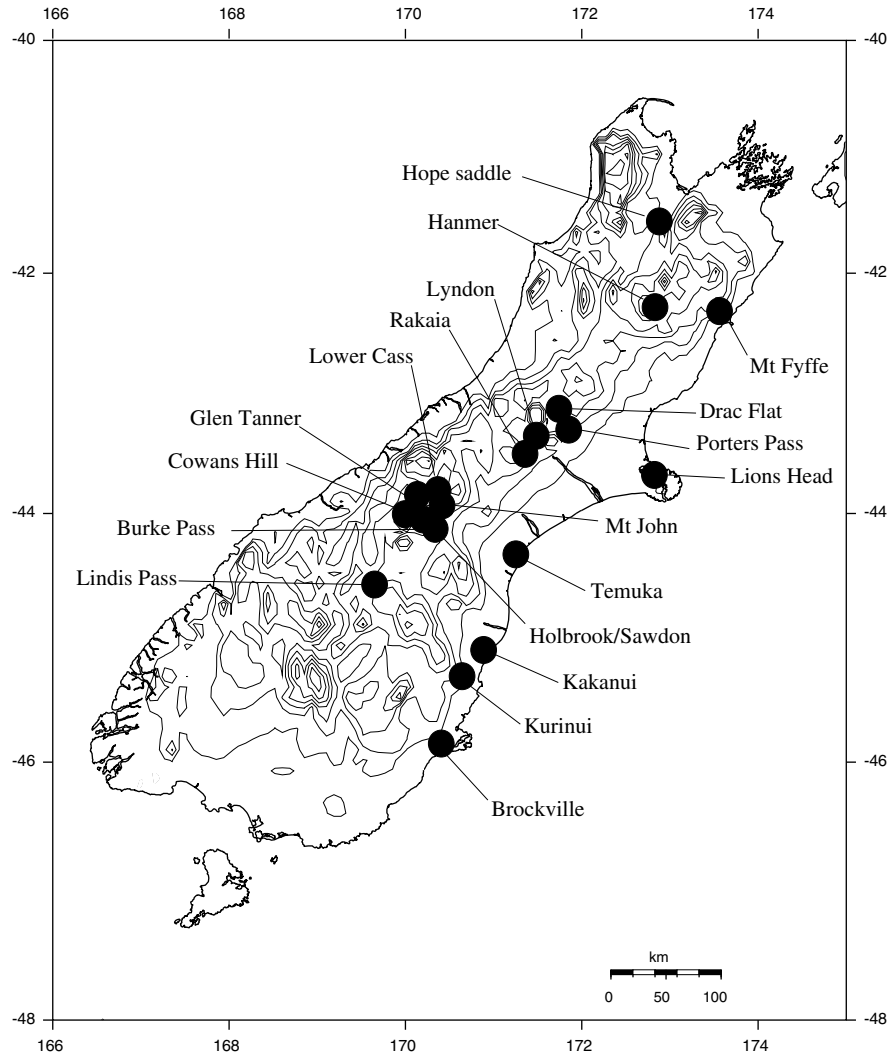 166 168 170 172 174
-40 -40
Hope saddle
Hanmer
-42 -42
Lyndon
Rakaia
Lower Cass
Mt Fyffe
Glen Tanner
Drac Flat
Porters Pass
Cowans Hill
Lions Head
-44 -44
Burke Pass
Mt John
Lindis Pass
Temuka
Holbrook/Sawdon
Kakanui
Kurinui
-46 -46
Brockville
km
0 50 100
-48 -48
166 168 170 172 174